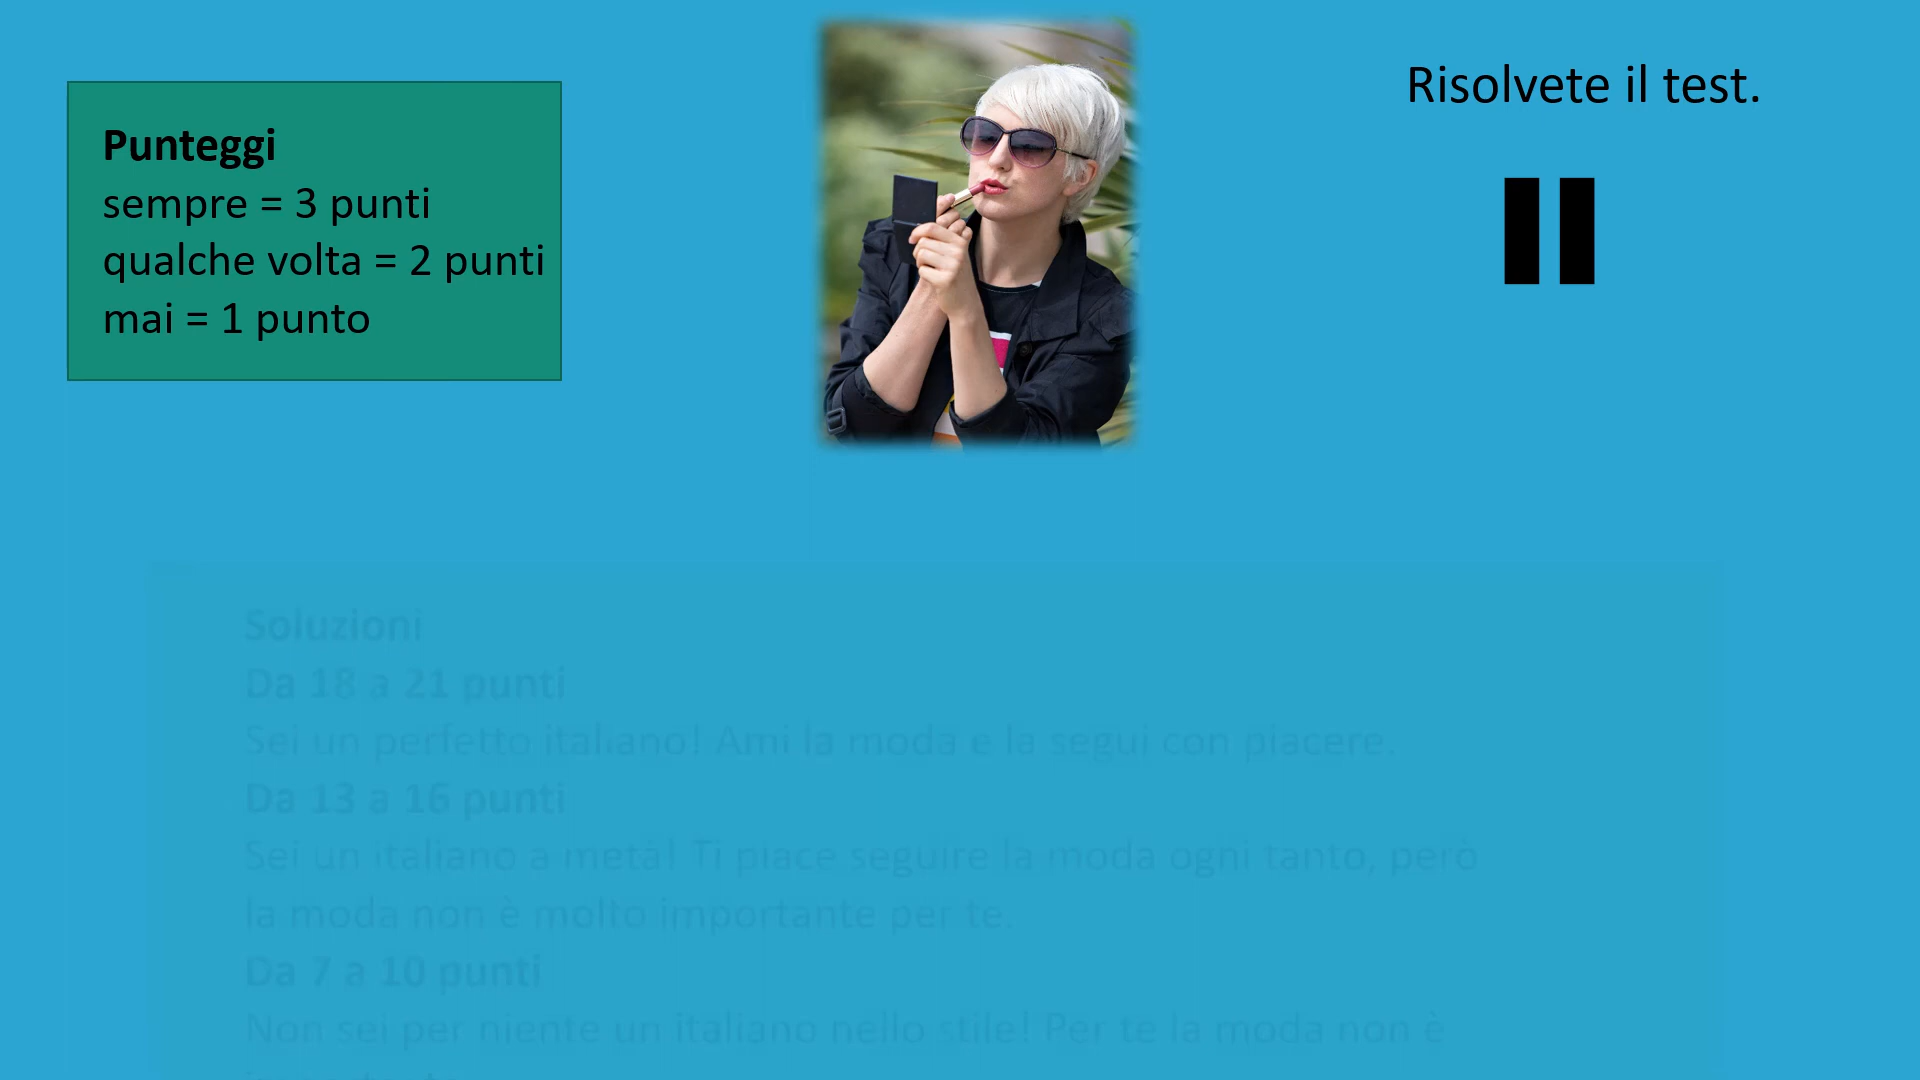 Risolvete il test.
Punteggi
sempre = 3 punti
qualche volta = 2 punti
mai = 1 punto
Soluzioni
Da 18 a 21 punti
Sei un perfetto italiano! Ami la moda e la segui con piacere.
Da 13 a 16 punti
Sei un italiano a metà! Ti piace seguire la moda ogni tanto, però
la moda non è molto importante per te.
Da 7 a 10 punti
Non sei per niente un italiano nello stile! Per te la moda non è